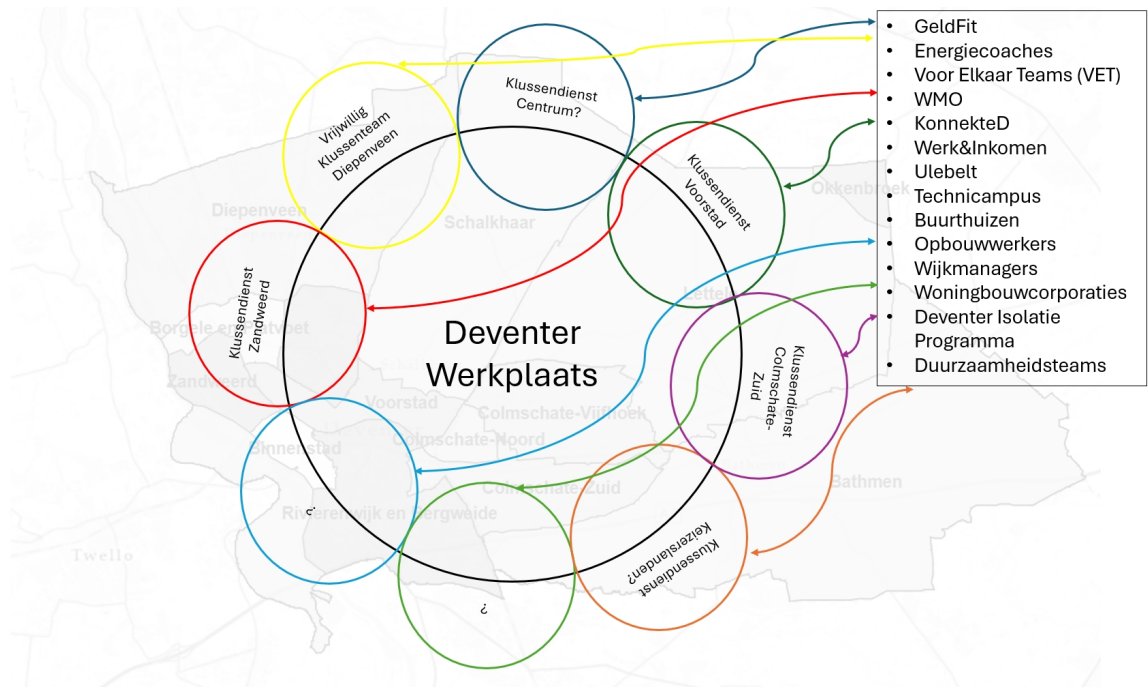 Klussendienst
Centrum?
Vrijwillig
Klussenteam
Diepenveen
Klussendienst
Voorstad
Klussendienst
Zandweerd
Deventer
Werkplaats
Klussendienst
Colmschate-
Zuid
Klussendienst
Keizerslanden?
?
?
• GeldFit
• Energiecoaches
• Voor Elkaar Teams (VET)
• WMO
• KonnekteD
• Werk&Inkomen
• Ulebelt
• Technicampus
• Buurthuizen
• Opbouwwerkers
• Wijkmanagers
• Woningbouwcorporaties
• Deventer Isolatie
Programma
• Duurzaamheidsteams
Diepenveen
Schalkhaar
Okkenbroek
Lettele
Borgele en Platvoet
Zandweerd
Voorstad
Colmschate-Vijfhoek
Colmschate-Noord
Binnenstad
Colmschate-Zuid
Rivierenwijk en Bergweide
Bathmen
Twello